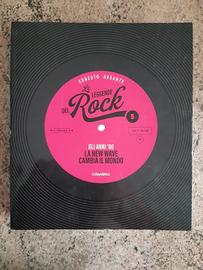 ERNESTO ASSANTE
LE
LEGGENDE
DEL
Rock
5
GLI ANNI '80
LA NEW WAVE
CAMBIA IL MONDO
la Repubblica